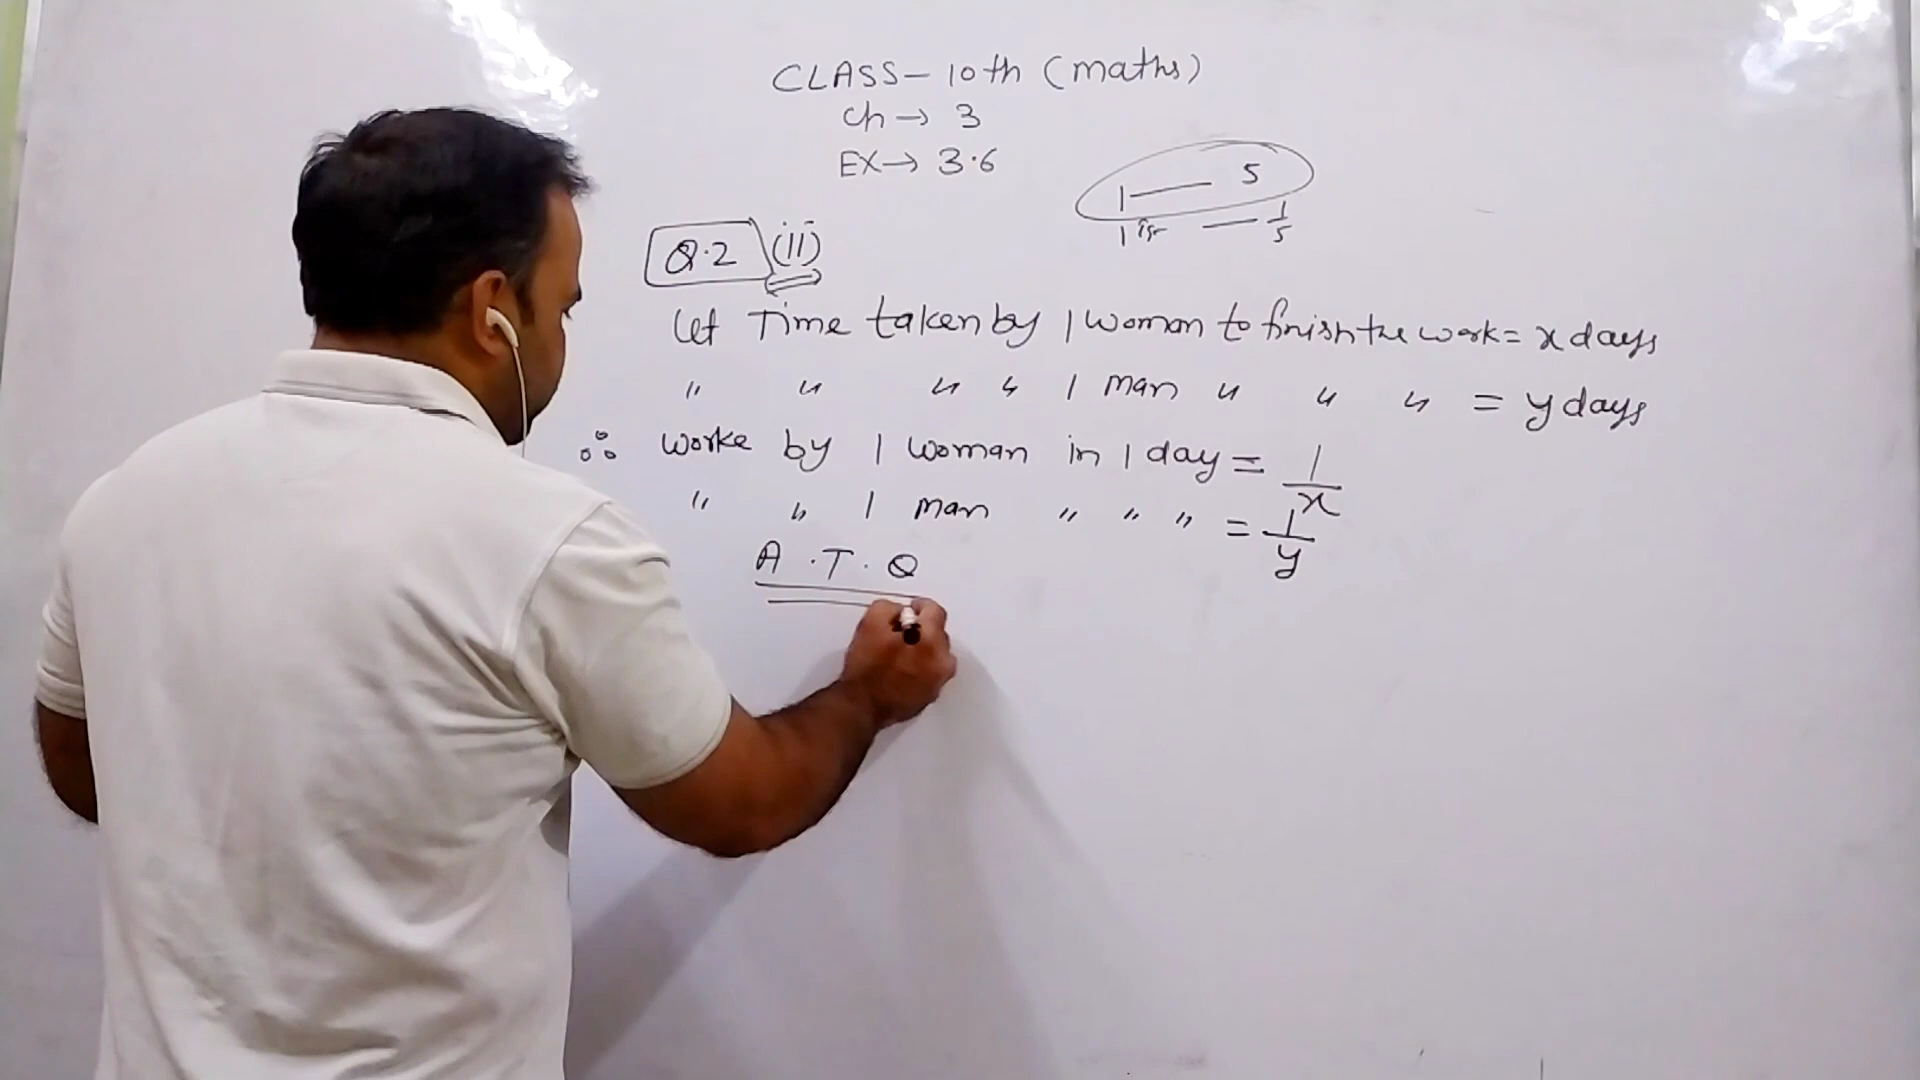 CLASS - 10th (maths)
Ch → 3
EX → 3.6
1 — 5
1 — 1/5
Q.2 (ii)
Let Time taken by 1 woman to finish the work = x days
" " " " 1 man " " " = y days
∴ Worke by 1 woman in 1 day = 1/x
" " 1 man " " " = 1/y
A.T.Q